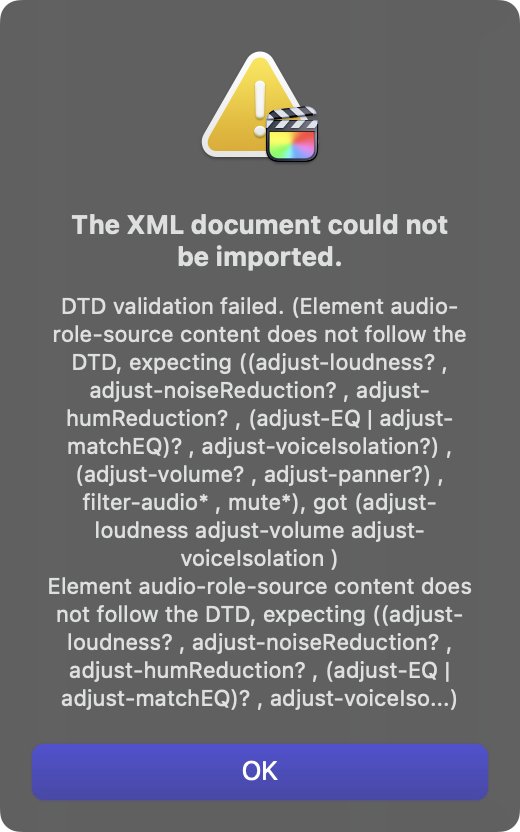 The XML document could not
be imported.
DTD validation failed. (Element audio-
role-source content does not follow the
DTD, expecting ((adjust-loudness? ,
adjust-noiseReduction? , adjust-
humReduction? , (adjust-EQ | adjust-
matchEQ)? , adjust-voiceIsolation?) ,
(adjust-volume? , adjust-panner?) ,
filter-audio* , mute*), got (adjust-
loudness adjust-volume adjust-
voiceIsolation )
Element audio-role-source content does
not follow the DTD, expecting ((adjust-
loudness? , adjust-noiseReduction? ,
adjust-humReduction? , (adjust-EQ |
adjust-matchEQ)? , adjust-voiceIso...)
OK